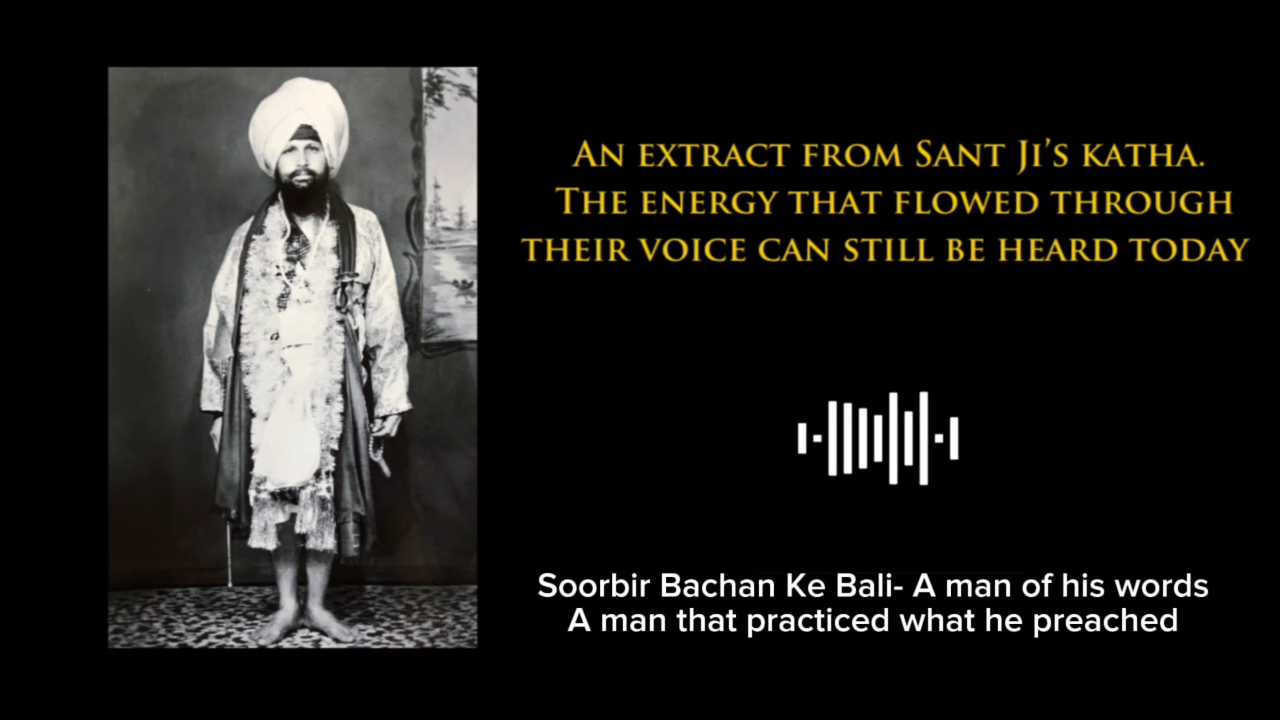 An extract from Sant Ji's katha.
The energy that flowed through
their voice can still be heard today
Soorbir Bachan Ke Bali- A man of his words
A man that practiced what he preached